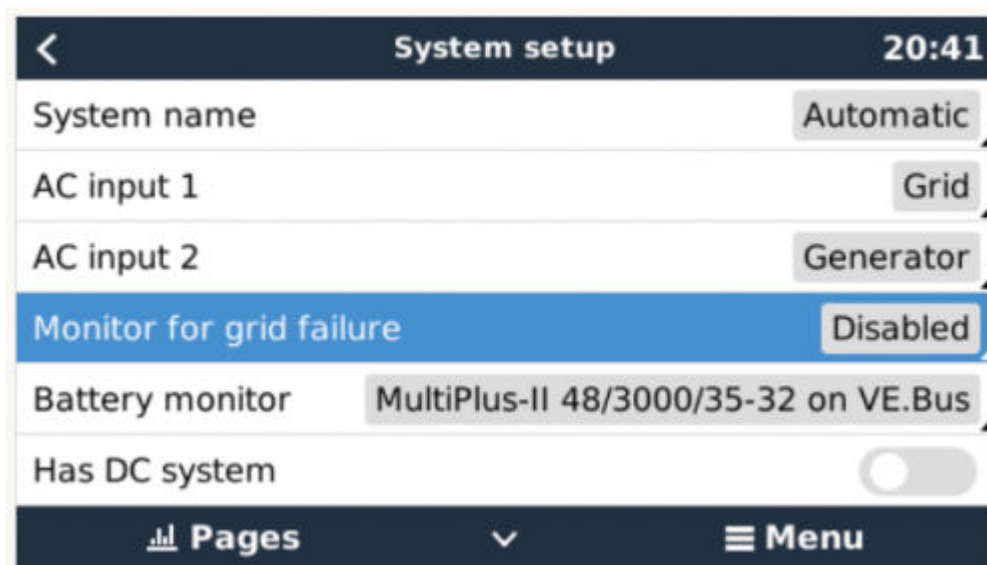 System setup 20:41
System name Automatic
AC input 1 Grid
AC input 2 Generator
Monitor for grid failure Disabled
Battery monitor MultiPlus-II 48/3000/35-32 on VE.Bus
Has DC system
Pages Menu